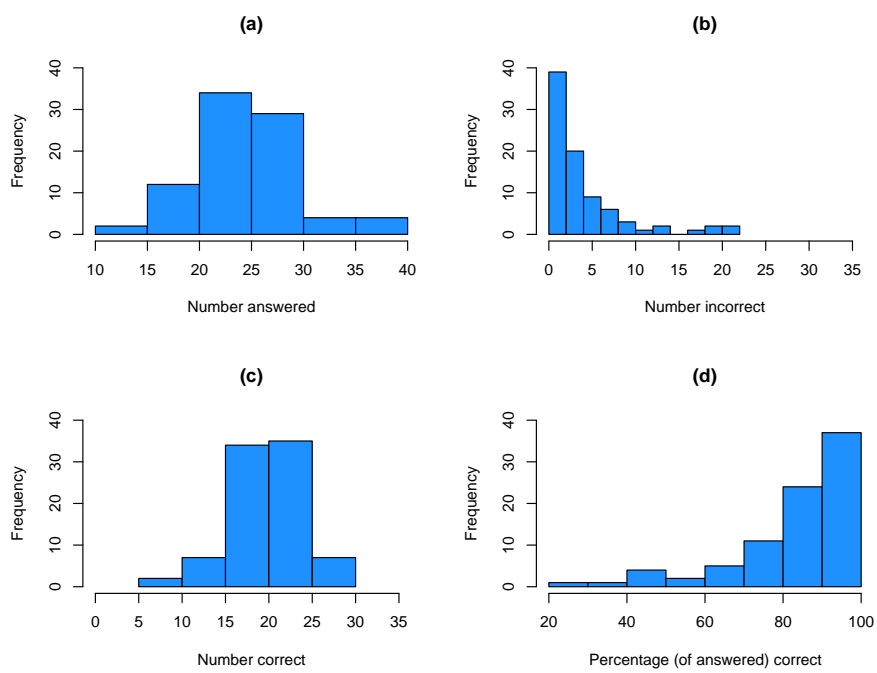 (a)
Frequency
0 10 20 30 40
10 15 20 25 30 35 40
Number answered
(b)
Frequency
0 10 20 30 40
0 5 10 15 20 25 30 35
Number incorrect
(c)
Frequency
0 10 20 30 40
0 5 10 15 20 25 30 35
Number correct
(d)
Frequency
0 10 20 30 40
20 40 60 80 100
Percentage (of answered) correct